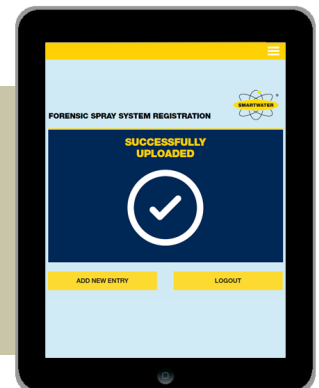 SMARTWATER
FORENSIC SPRAY SYSTEM REGISTRATION
SUCCESSFULLY
UPLOADED
ADD NEW ENTRY
LOGOUT